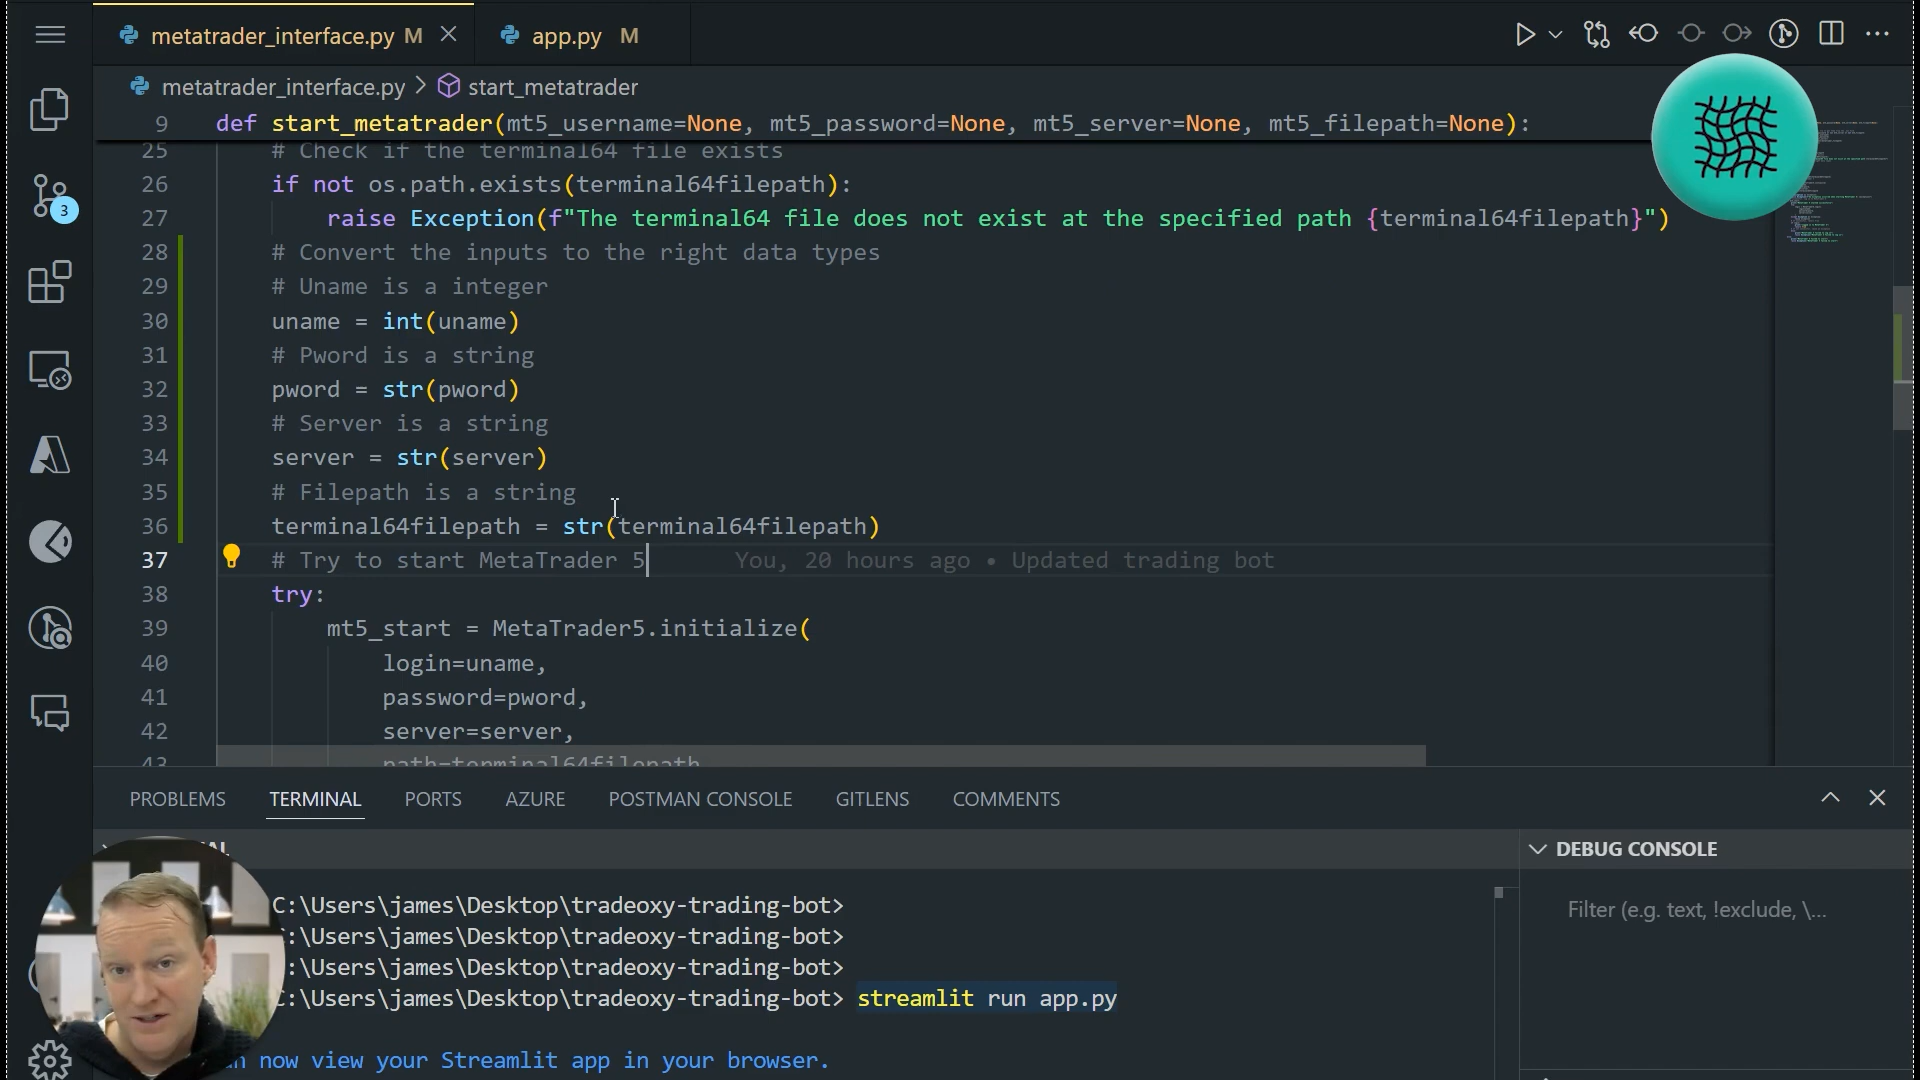 metatrader_interface.py M
app.py M
metatrader_interface.py > start_metatrader
9 def start_metatrader(mt5_username=None, mt5_password=None, mt5_server=None, mt5_filepath=None):
25 # Check if the terminal64 file exists
26 if not os.path.exists(terminal64filepath):
27 raise Exception(f"The terminal64 file does not exist at the specified path {terminal64filepath}")
28 # Convert the inputs to the right data types
29 # Uname is a integer
30 uname = int(uname)
31 # Pword is a string
32 pword = str(pword)
33 # Server is a string
34 server = str(server)
35 # Filepath is a string
36 terminal64filepath = str(terminal64filepath)
37 # Try to start MetaTrader 5 You, 20 hours ago • Updated trading bot
38 try:
39 mt5_start = MetaTrader5.initialize(
40 login=uname,
41 password=pword,
42 server=server,
43 path=terminal64filepath
3
PROBLEMS TERMINAL PORTS AZURE POSTMAN CONSOLE GITLENS COMMENTS
DEBUG CONSOLE
Filter (e.g. text, !exclude, \...
C:\Users\james\Desktop\tradeoxy-trading-bot>
:\Users\james\Desktop\tradeoxy-trading-bot>
:\Users\james\Desktop\tradeoxy-trading-bot>
C:\Users\james\Desktop\tradeoxy-trading-bot> streamlit run app.py
now view your Streamlit app in your browser.